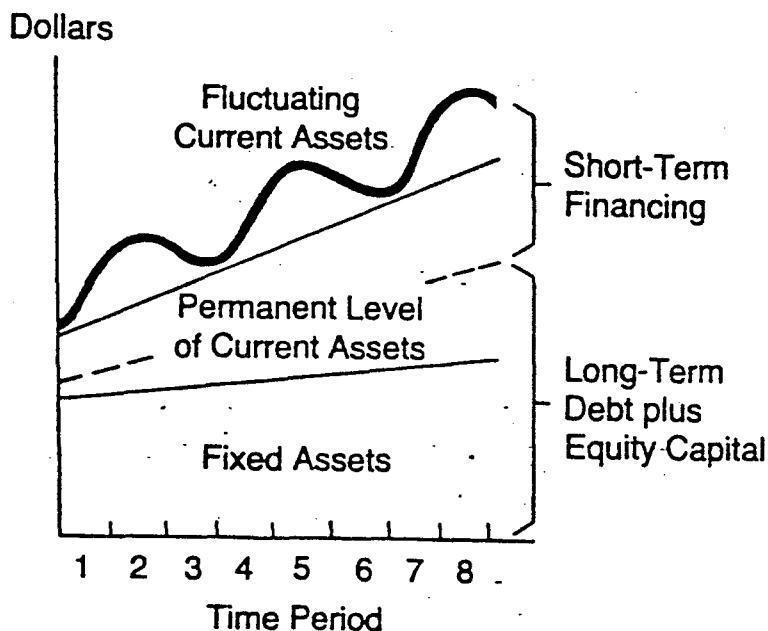 Dollars
Fluctuating
Current Assets
Short-Term
Financing
Permanent Level
of Current Assets
Long-Term
Debt plus
Equity Capital
Fixed Assets
1 2 3 4 5 6 7 8
Time Period